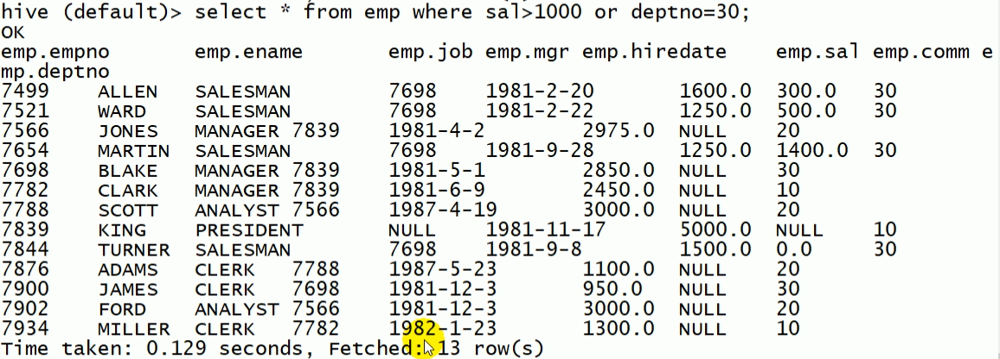 hive (default)> select * from emp where sal>1000 or deptno=30;
OK
emp.empno	emp.ename	emp.job	emp.mgr	emp.hiredate	emp.sal	emp.comm	e
mp.deptno
7499	ALLEN	SALESMAN	7698	1981-2-20	1600.0	300.0	30
7521	WARD	SALESMAN	7698	1981-2-22	1250.0	500.0	30
7566	JONES	MANAGER	7839	1981-4-2	2975.0	NULL	20
7654	MARTIN	SALESMAN	7698	1981-9-28	1250.0	1400.0	30
7698	BLAKE	MANAGER	7839	1981-5-1	2850.0	NULL	30
7782	CLARK	MANAGER	7839	1981-6-9	2450.0	NULL	10
7788	SCOTT	ANALYST	7566	1987-4-19	3000.0	NULL	20
7839	KING	PRESIDENT	NULL	1981-11-17	5000.0	NULL	10
7844	TURNER	SALESMAN	7698	1981-9-8	1500.0	0.0	30
7876	ADAMS	CLERK	7788	1987-5-23	1100.0	NULL	20
7900	JAMES	CLERK	7698	1981-12-3	950.0	NULL	30
7902	FORD	ANALYST	7566	1981-12-3	3000.0	NULL	20
7934	MILLER	CLERK	7782	1982-1-23	1300.0	NULL	10
Time taken: 0.129 seconds, Fetched: 13 row(s)